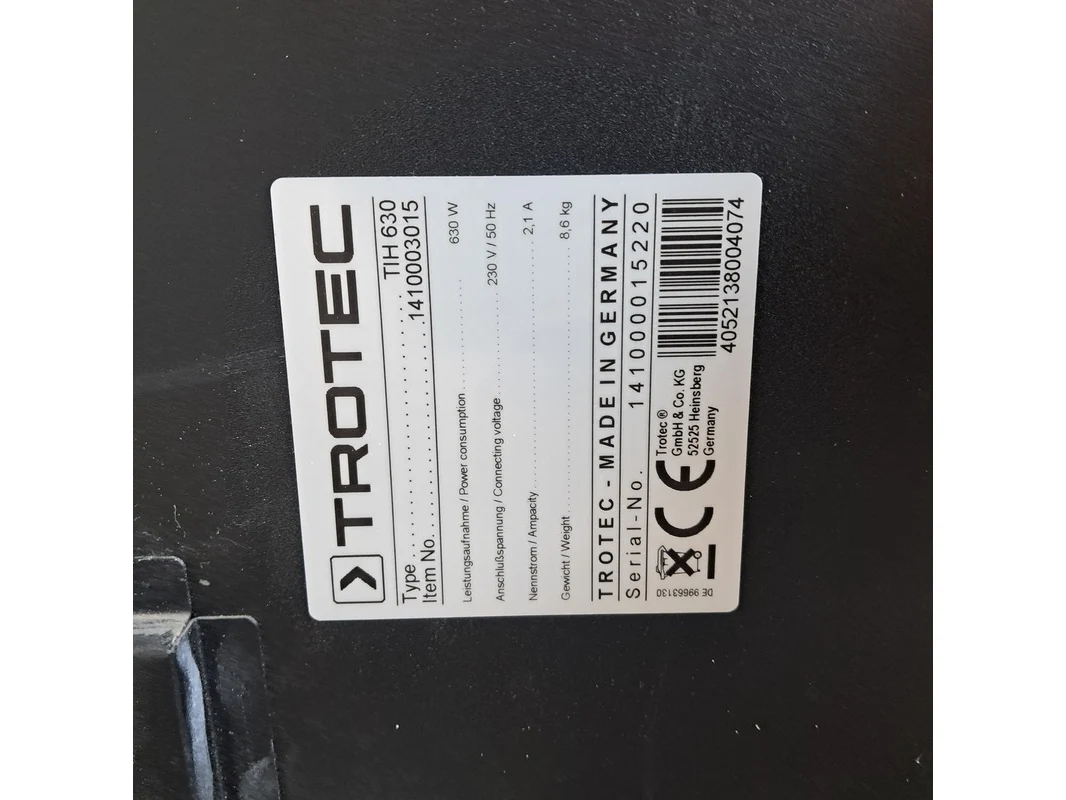 TROTEC
Type ........................ TIH 630
Item No. ........................ 1410003015
Leistungsaufnahme / Power consumption ........................ 630 W
Anschlußspannung / Connecting voltage ........................ 230 V / 50 Hz
Nennstrom / Ampacity ........................ 2,1 A
Gewicht / Weight ........................ 8,6 kg
TROTEC - MADE IN GERMANY
Serial-No. 141000015220
DE 99663130
CE
Trotec ®
GmbH & Co. KG
52525 Heinsberg
Germany
4052138004074